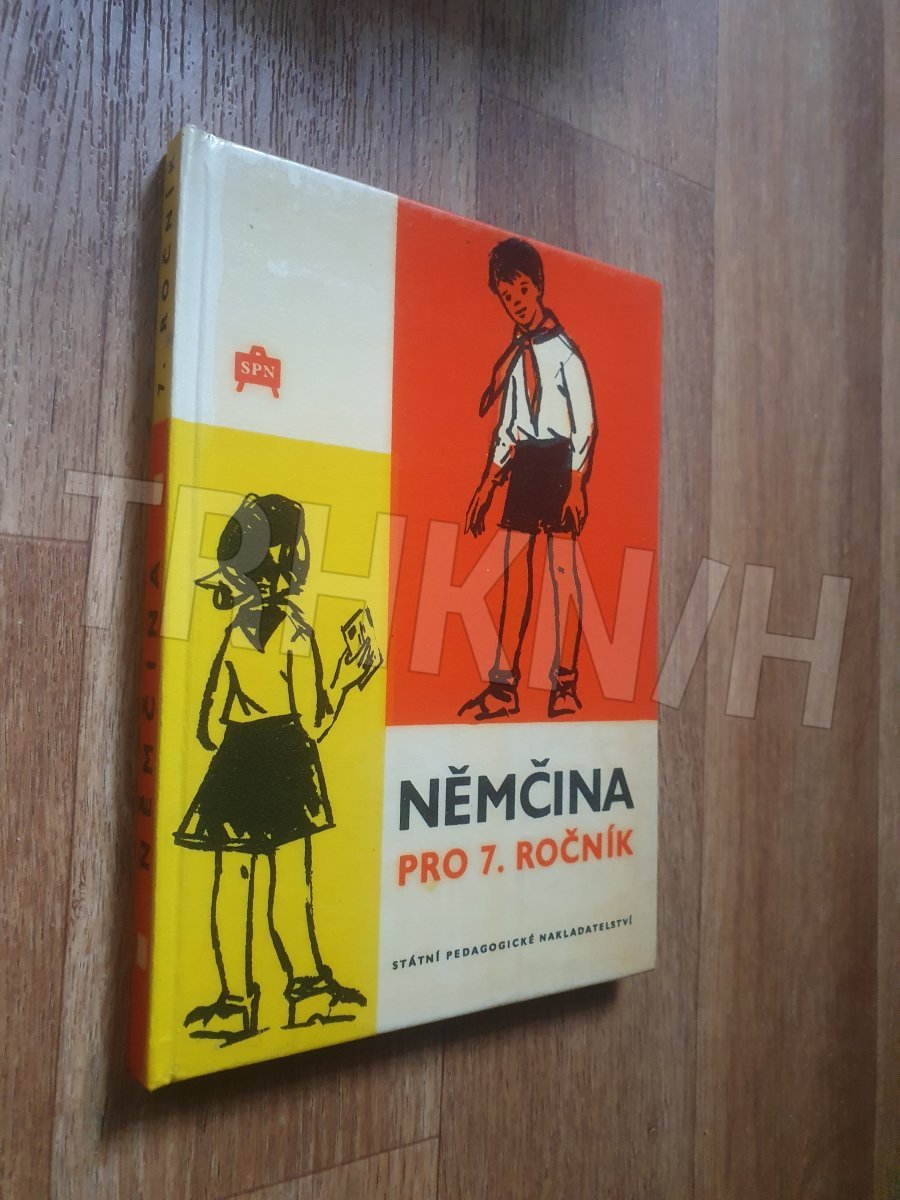 7. ROČNÍK
NĚMČINA
SPN
NĚMČINA
PRO 7. ROČNÍK
STÁTNÍ PEDAGOGICKÉ NAKLADATELSTVÍ
TRHKNIH